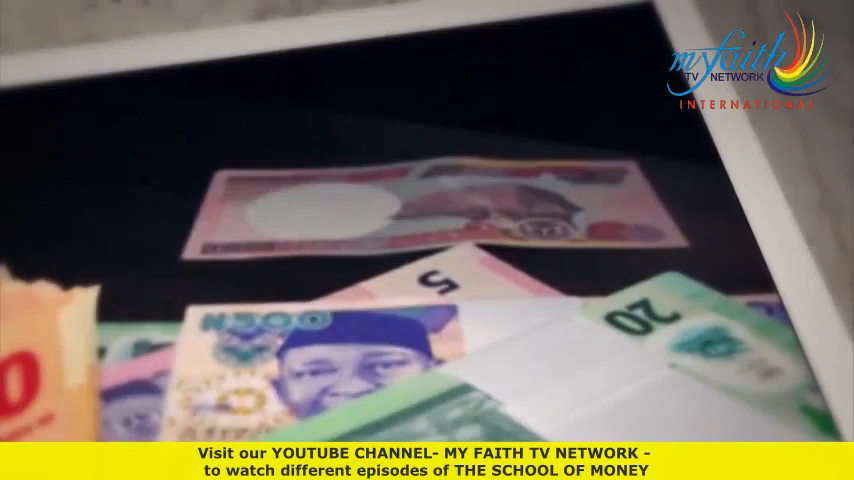 myfaith
TV NETWORK
INTERNATIONAL
5
₦500
20
0
Visit our YOUTUBE CHANNEL- MY FAITH TV NETWORK -
to watch different episodes of THE SCHOOL OF MONEY